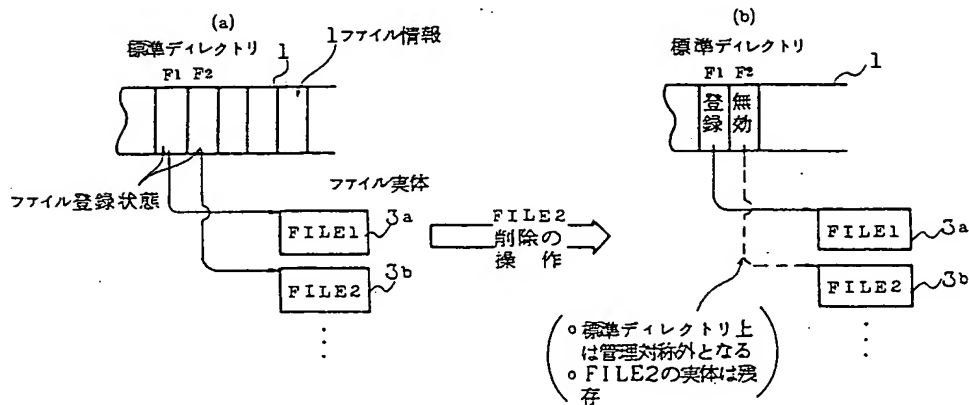 (a)
標準ディレクトリ
F1 F2
1
1ファイル情報
ファイル登録状態
ファイル実体
FILE1
3a
FILE2
3b
FILE2
削除の
操作
(b)
標準ディレクトリ
F1 F2
1
登録
無効
FILE1
3a
FILE2
3b
○標準ディレクトリ上
は管理対称外となる
○FILE2の実体は残
存